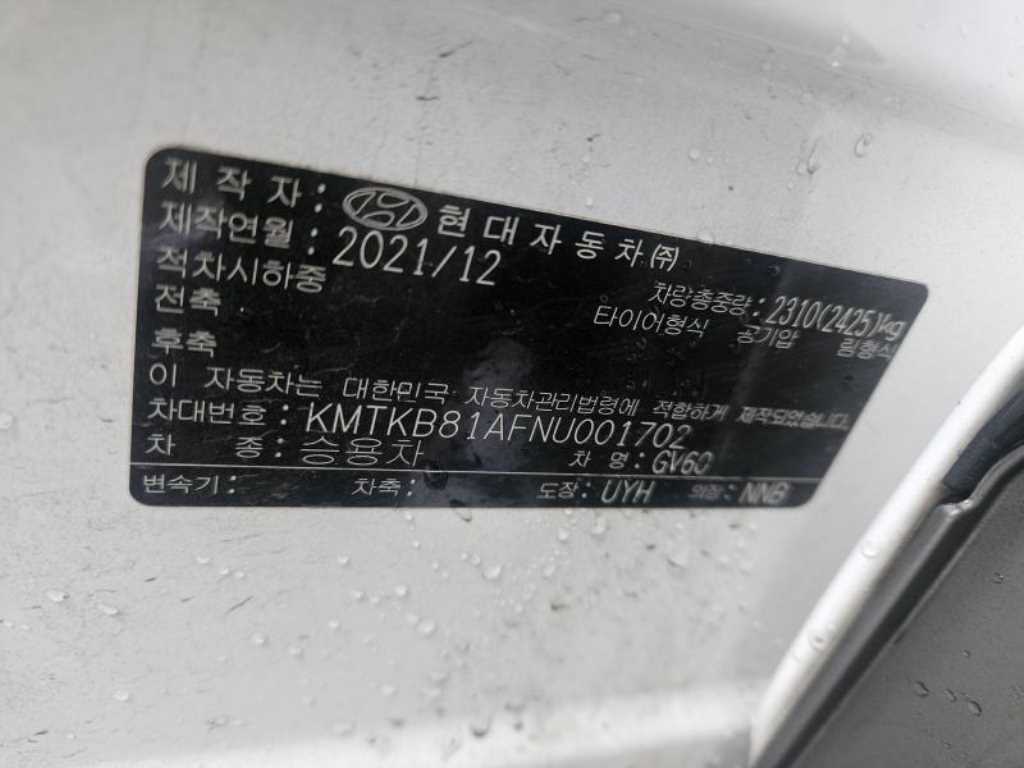 제 작 자 : 현대자동차(주)
제작연월 : 2021/12
적차시하중 차량총중량 : 2310(2425)kg
전축 타이어형식 공기압 림형식
후축
이 자동차는 대한민국 자동차관리법령에 적합하게 제작되었습니다
차대번호 : KMTKB81AFNU001702
차 종 : 승용차 차 명 : GV60
변속기 : 차축 : 도장 : UYH 의장 : NNB